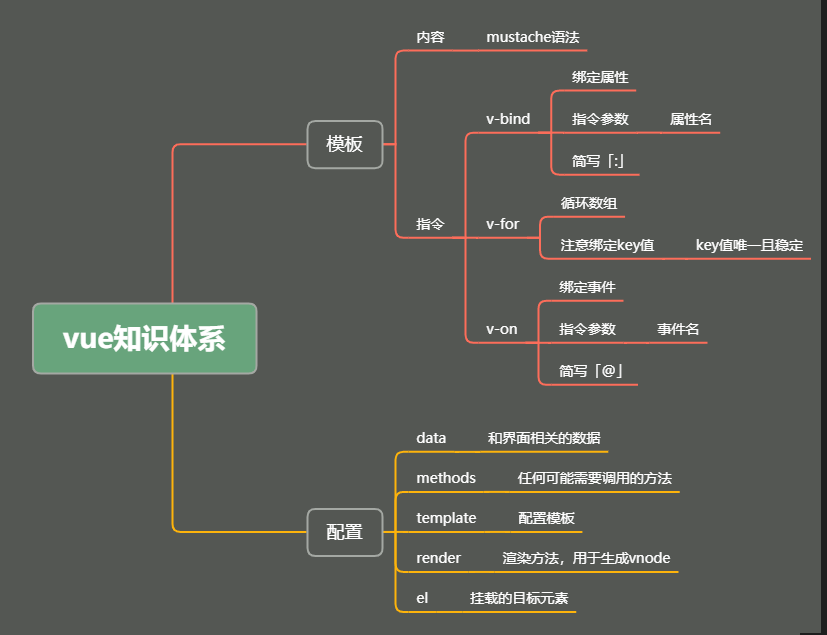 vue知识体系
模板
内容
mustache语法
指令
v-bind
绑定属性
指令参数
属性名
简写「:」
v-for
循环数组
注意绑定key值
key值唯一且稳定
v-on
绑定事件
指令参数
事件名
简写「@」
配置
data
和界面相关的数据
methods
任何可能需要调用的方法
template
配置模板
render
渲染方法，用于生成vnode
el
挂载的目标元素